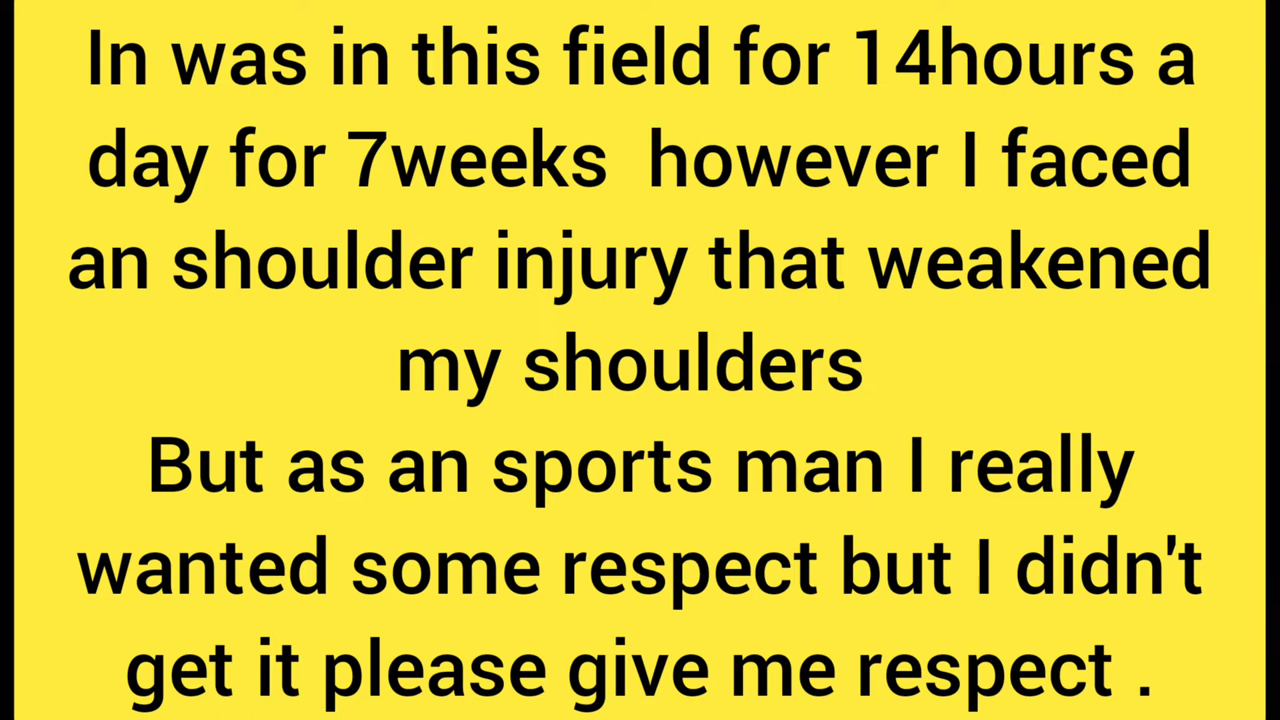 In was in this field for 14hours a
day for 7weeks  however I faced
an shoulder injury that weakened
my shoulders
But as an sports man I really
wanted some respect but I didn't
get it please give me respect .